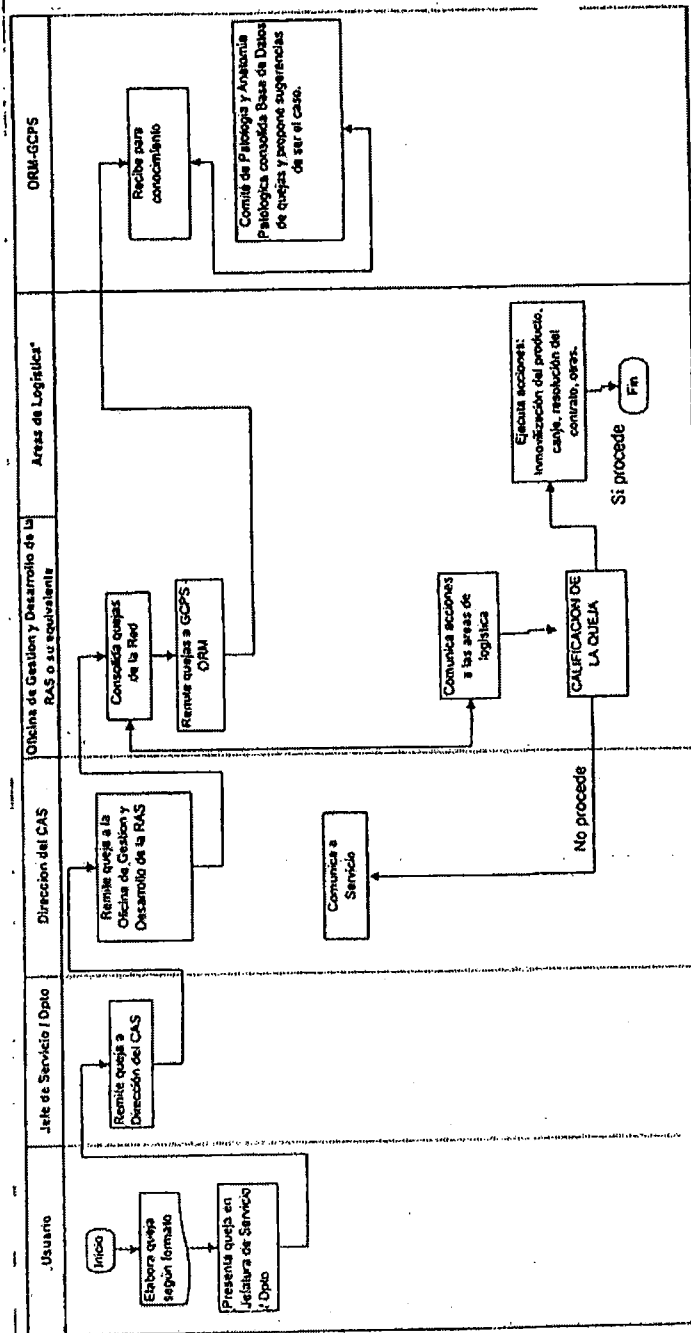 Usuario
Jefe de Servicio / Dpto
Direccion del CAS
Oficina de Gestion y Desarrollo de la
RAS o su equivalente
Areas de Logística*
ORM-GCPS
Inicio
Elabora queja
según formato
Presenta queja en
Jefatura de Servicio
/ Dpto
Remite queja a
Dirección del CAS
Remite queja a la
Oficina de Gestion y
Desarrollo de la RAS
Comunica a
Servicio
Consolida quejas
de la Red
Remite quejas a GCPS -
ORM
Comunica acciones
a las areas de
logística
CALIFICACION DE
LA QUEJA
No procede
Si procede
Ejecuta acciones:
Inmovilización del producto,
canje, resolución del
contrato, otras.
Fin
Recibe para
conocimiento
Comité de Patologia y Anatomia
Patologica consolida Base de Datos
de quejas y propone sugerencias
de ser el caso.